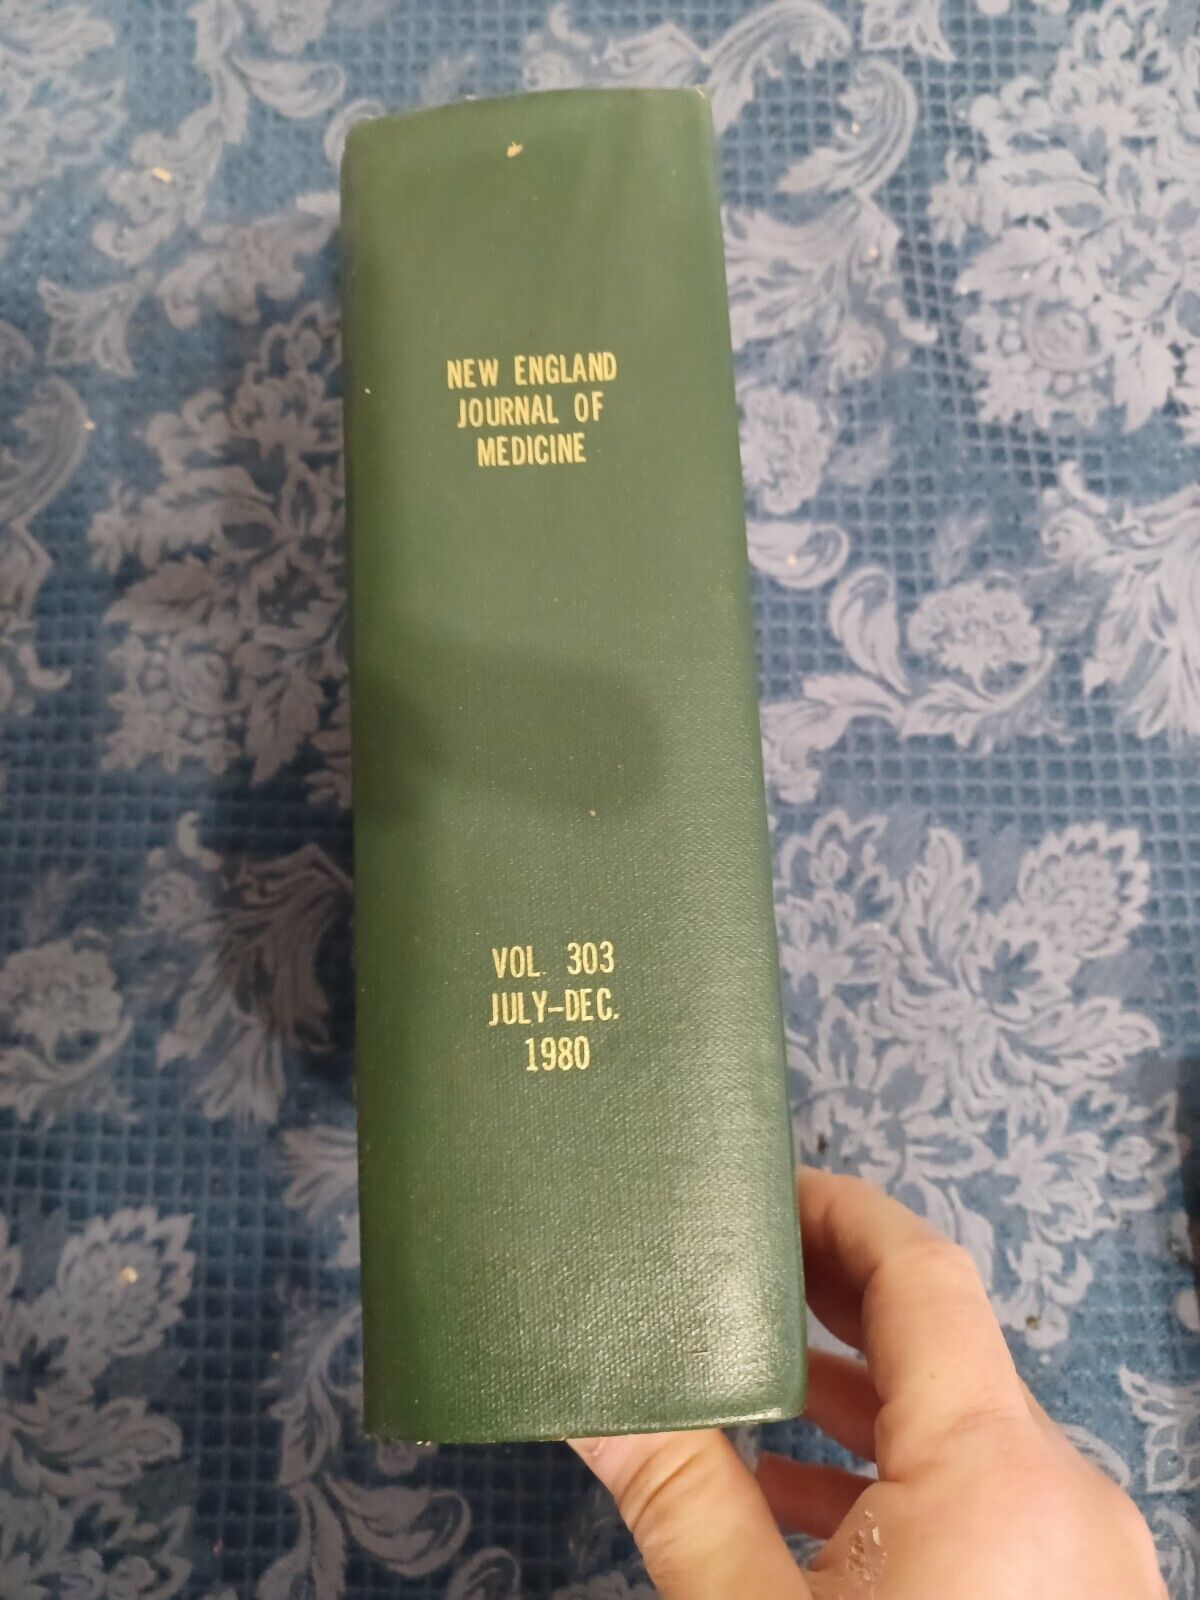 NEW ENGLAND
JOURNAL OF
MEDICINE
VOL. 303
JULY-DEC.
1980